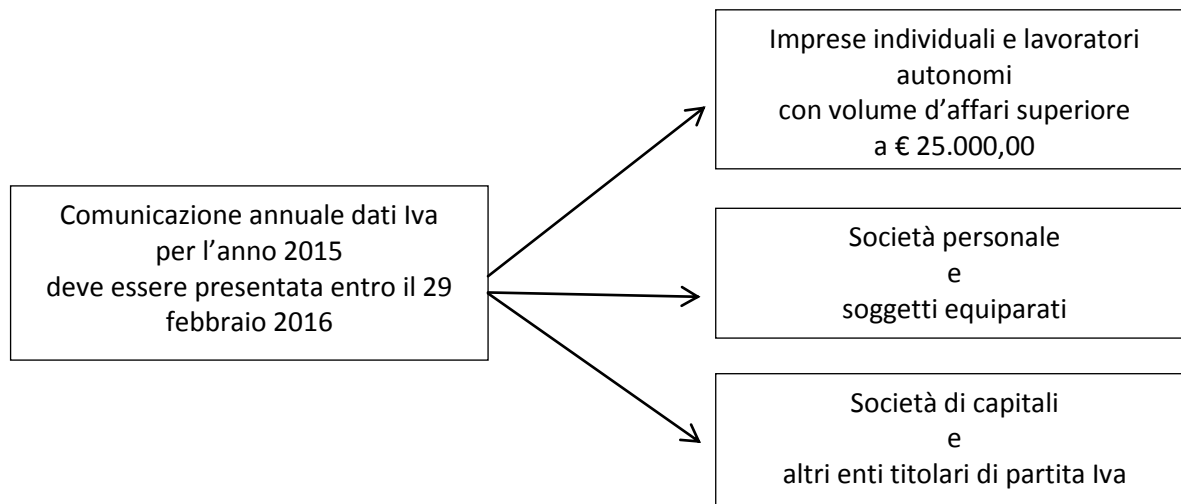 Imprese individuali e lavoratori
autonomi
con volume d’affari superiore
a € 25.000,00
Comunicazione annuale dati Iva
per l’anno 2015
deve essere presentata entro il 29
febbraio 2016
Società personale
e
soggetti equiparati
Società di capitali
e
altri enti titolari di partita Iva